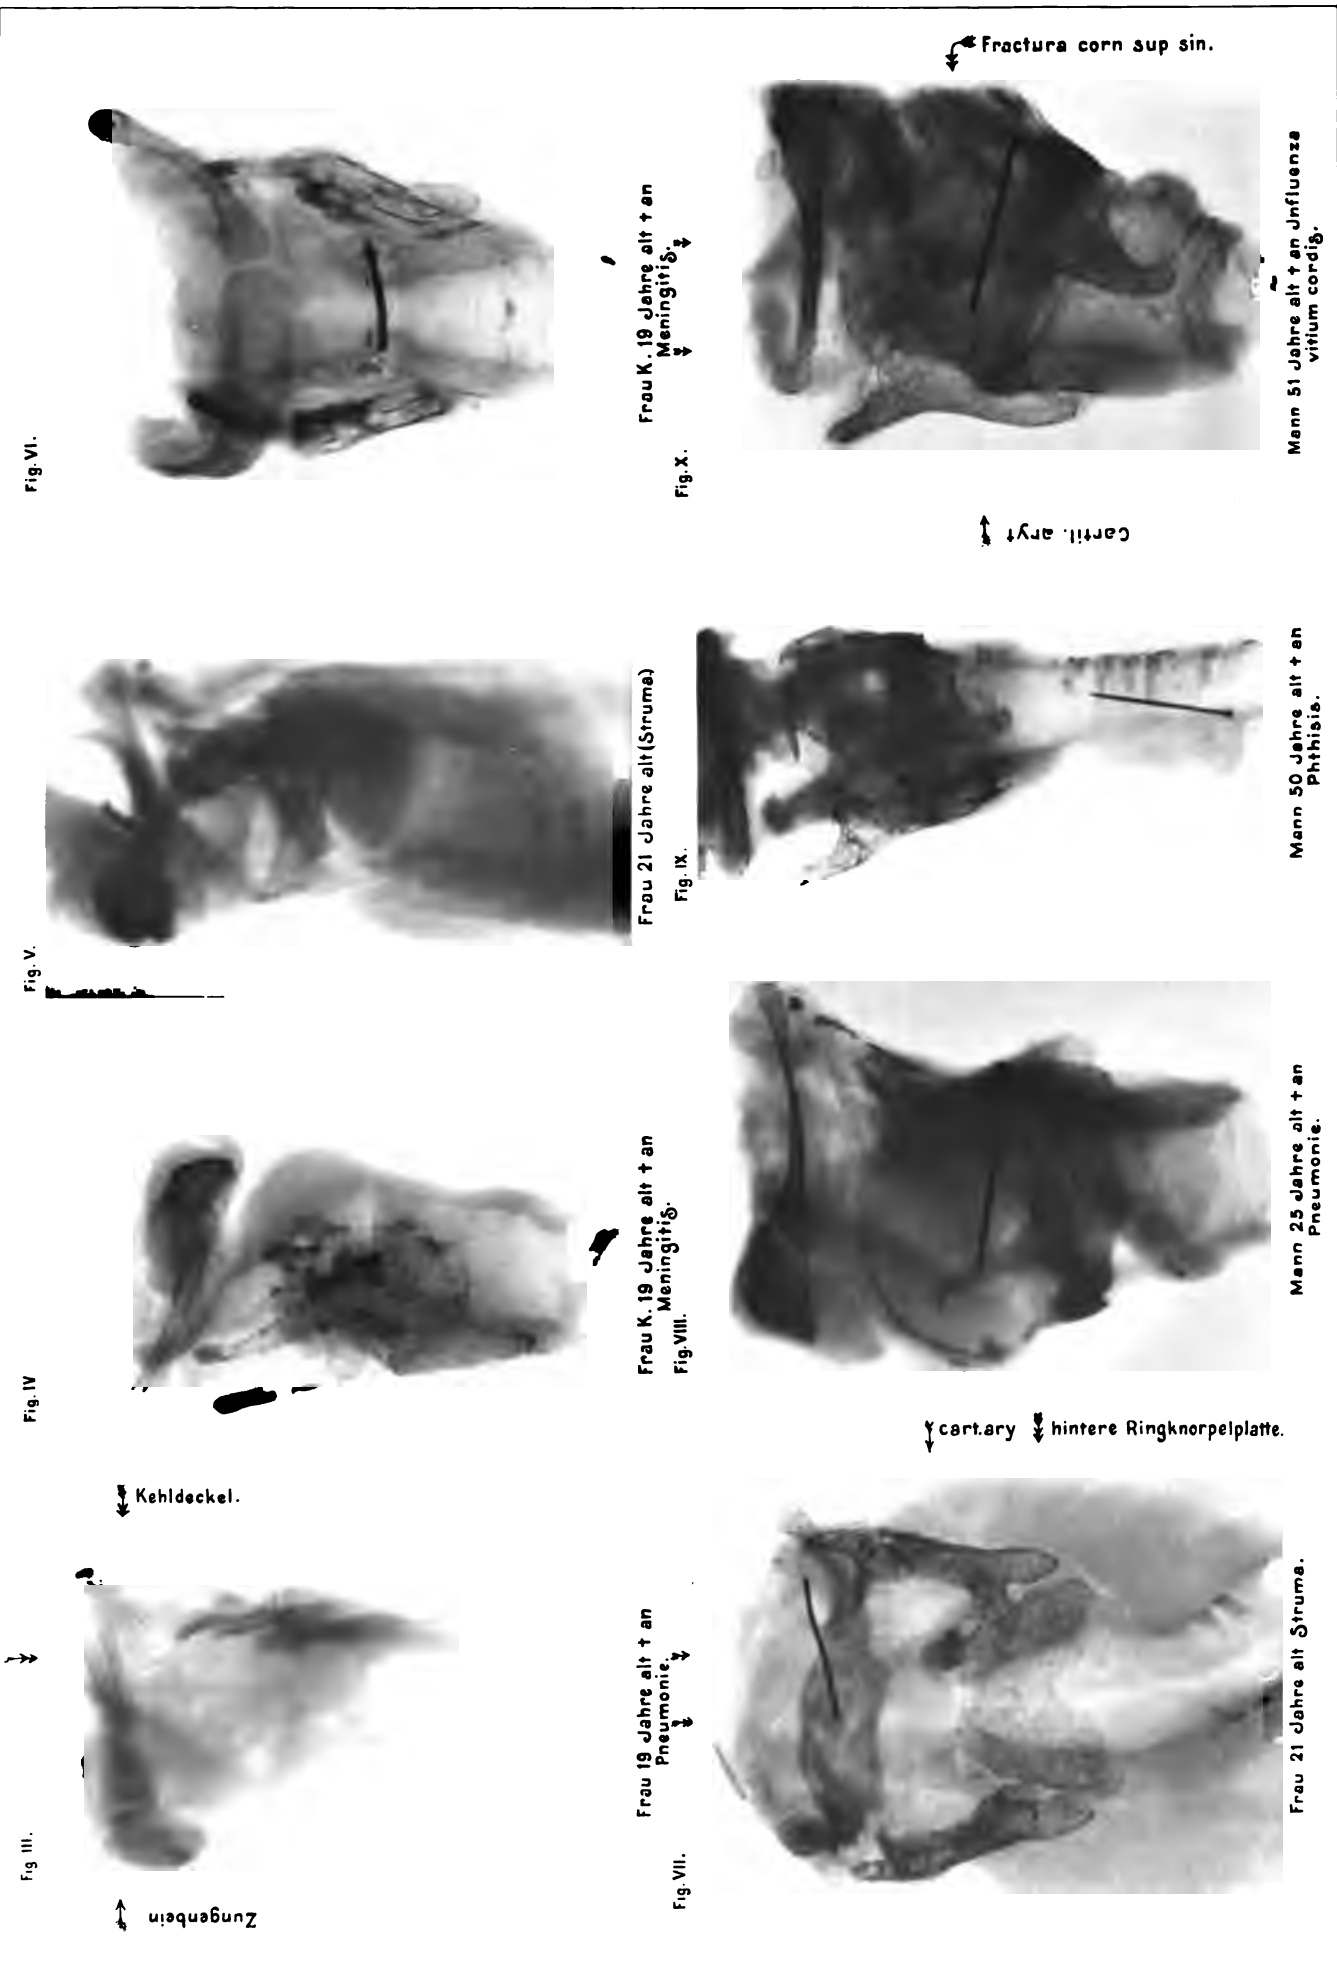 Fig III.
Zungenbein
Kehldeckel.
Frau 19 Jahre alt † an
Pneumonie.
Fig. IV
Frau K. 19 Jahre alt † an
Meningitis.
Fig. V.
Frau 21 Jahre alt (Struma)
Fig. VI.
Frau K. 19 Jahre alt † an
Meningitis.
Fig. VII.
cart.ary
hintere Ringknorpelplatte.
Frau 21 Jahre alt Struma.
Fig. VIII.
Mann 25 Jahre alt † an
Pneumonie.
Fig. IX.
Cartil. aryt
Mann 50 Jahre alt † an
Phthisis.
Fig. X.
Fractura corn sup sin.
Mann 51 Jahre alt † an Jnfluenza
vitium cordis.